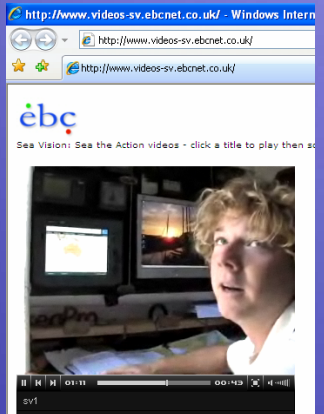 http://www.videos-sv.ebcnet.co.uk/ - Windows Intern
http://www.videos-sv.ebcnet.co.uk/
http://www.videos-sv.ebcnet.co.uk/
ebc
Sea Vision: Sea the Action videos - click a title to play then sc
01:11
00:43
sv1